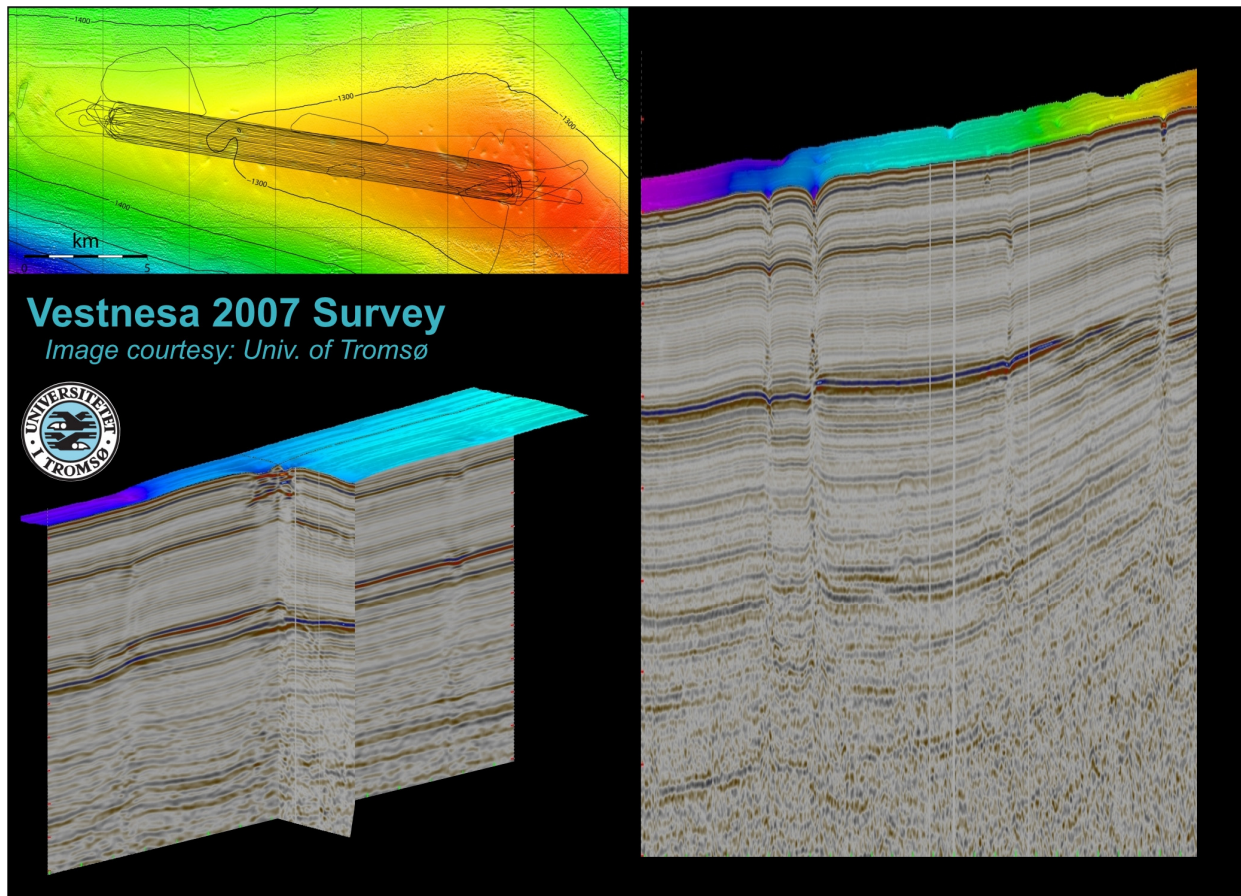 -1400
-1300
-1300
-1300
-1400
km
0 5
Vestnesa 2007 Survey
Image courtesy: Univ. of Tromsø
UNIVERSITETET
I TROMSØ